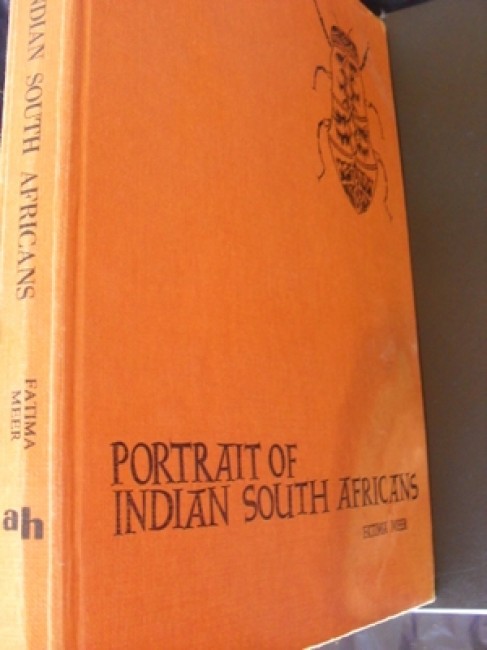 INDIAN SOUTH AFRICANS
FATIMA
MEER
ah
PORTRAIT OF
INDIAN SOUTH AFRICANS
FATIMA MEER